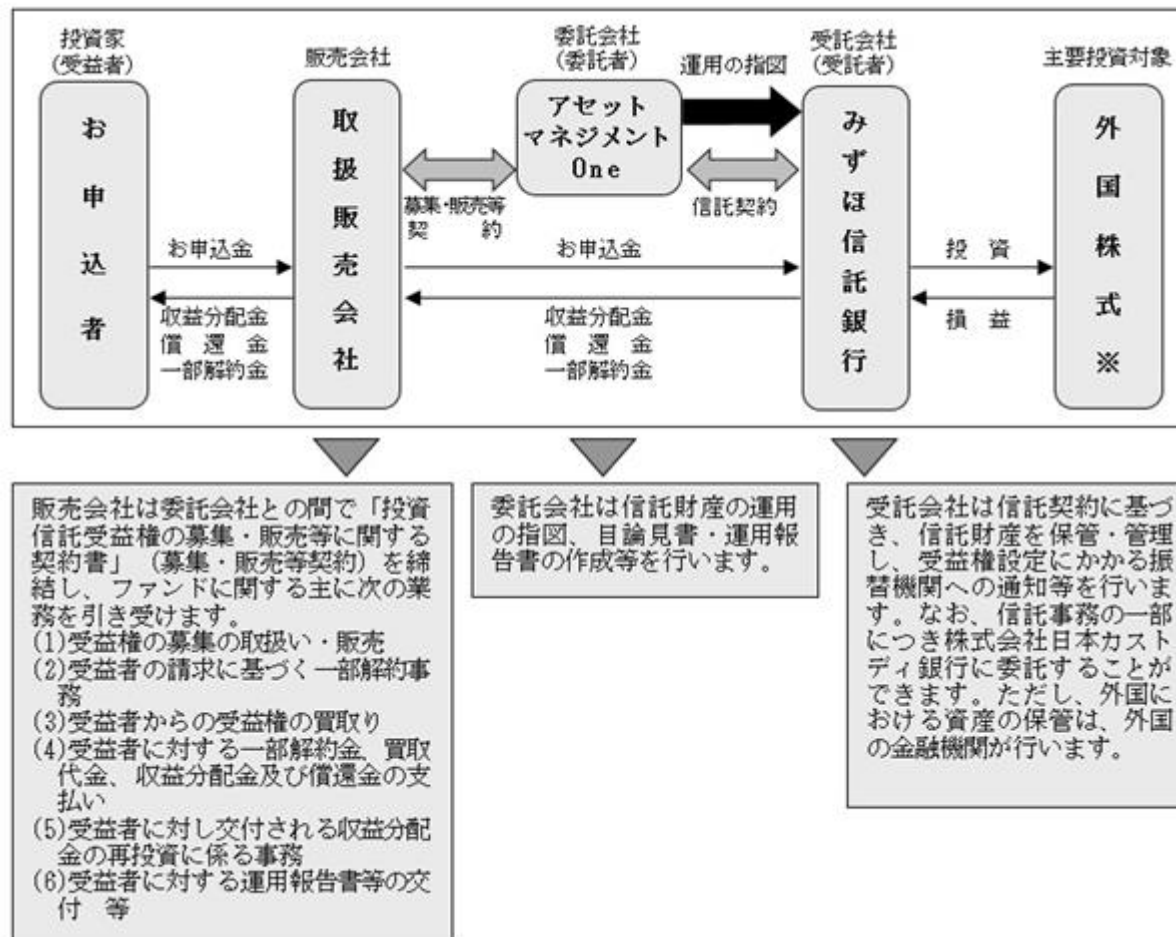 投資家
(受益者)
販売会社
委託会社
(委託者)
運用の指図
受託会社
(受託者)
主要投資対象
お申込者
取扱販売会社
アセット
マネジメント
One
みずほ信託銀行
外国株式※
募集・販売等
契　約
信託契約
お申込金
収益分配金
償　還　金
一部解約金
お申込金
収益分配金
償　還　金
一部解約金
投　資
損　益
販売会社は委託会社との間で「投資
信託受益権の募集・販売等に関する
契約書」（募集・販売等契約）を締
結し、ファンドに関する主に次の業
務を引き受けます。
(1)受益権の募集の取扱い・販売
(2)受益者の請求に基づく一部解約事
務
(3)受益者からの受益権の買取り
(4)受益者に対する一部解約金、買取
代金、収益分配金及び償還金の支
払い
(5)受益者に対し交付される収益分配
金の再投資に係る事務
(6)受益者に対する運用報告書等の交
付　等
委託会社は信託財産の運用
の指図、目論見書・運用報
告書の作成等を行います。
受託会社は信託契約に基づ
き、信託財産を保管・管理
し、受益権設定にかかる振
替機関への通知等を行いま
す。なお、信託事務の一部
につき株式会社日本カスト
ディ銀行に委託することが
できます。ただし、外国に
おける資産の保管は、外国
の金融機関が行います。